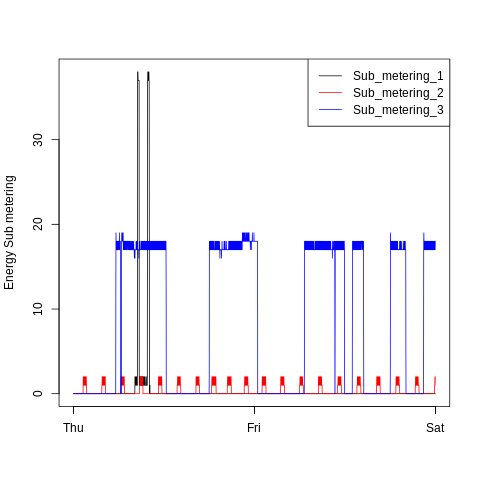 Sub_metering_1
Sub_metering_2
Sub_metering_3
Energy Sub metering
30
20
10
0
Thu Fri Sat